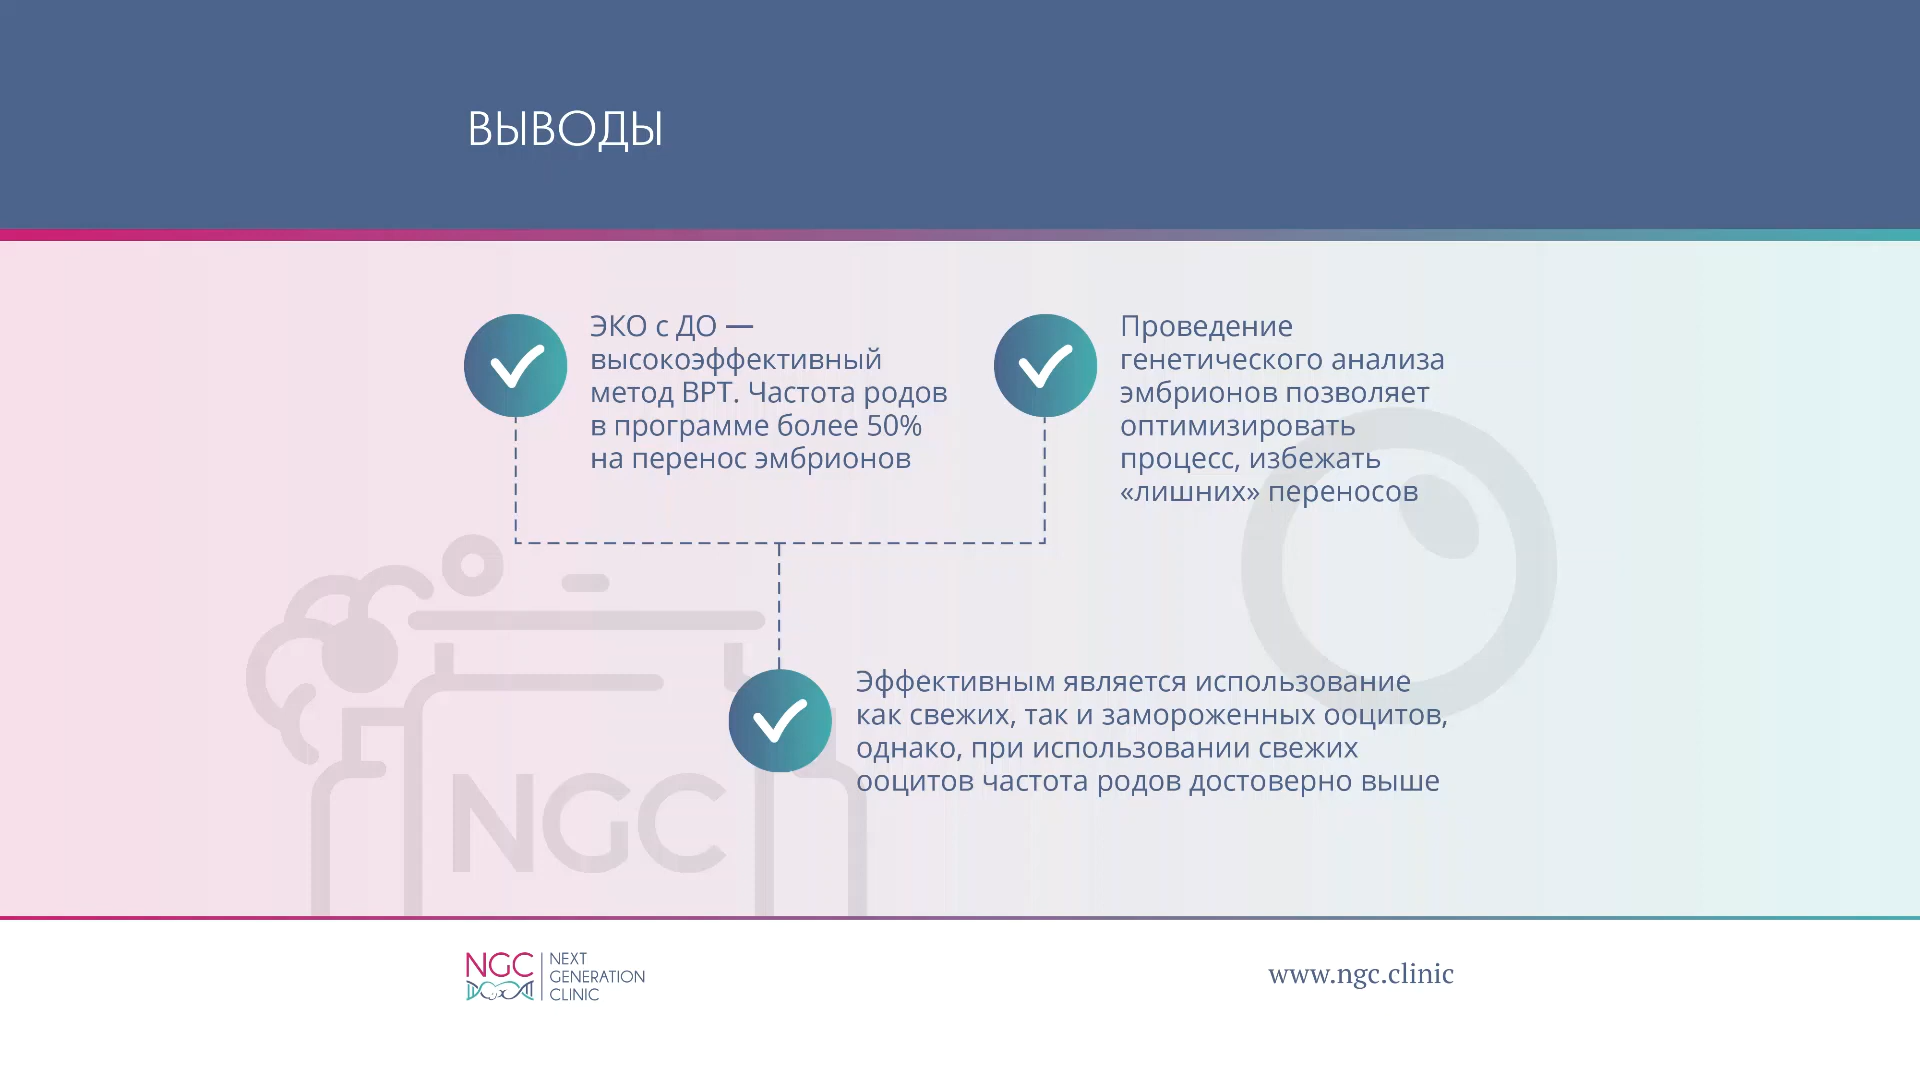 ВЫВОДЫ
ЭКО с ДО —
высокоэффективный
метод ВРТ. Частота родов
в программе более 50%
на перенос эмбрионов
Проведение
генетического анализа
эмбрионов позволяет
оптимизировать
процесс, избежать
«лишних» переносов
Эффективным является использование
как свежих, так и замороженных ооцитов,
однако, при использовании свежих
ооцитов частота родов достоверно выше
NGC
NGC
NEXT
GENERATION
CLINIC
www.ngc.clinic